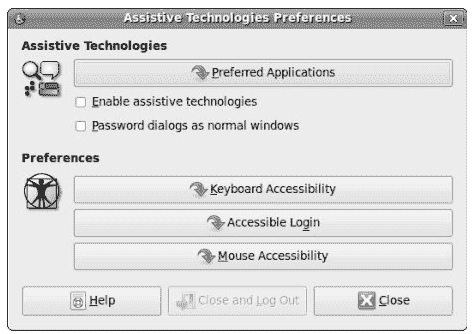 Assistive Technologies Preferences
Assistive Technologies
Preferred Applications
Enable assistive technologies
Password dialogs as normal windows
Preferences
Keyboard Accessibility
Accessible Login
Mouse Accessibility
Help Close and Log Out Close